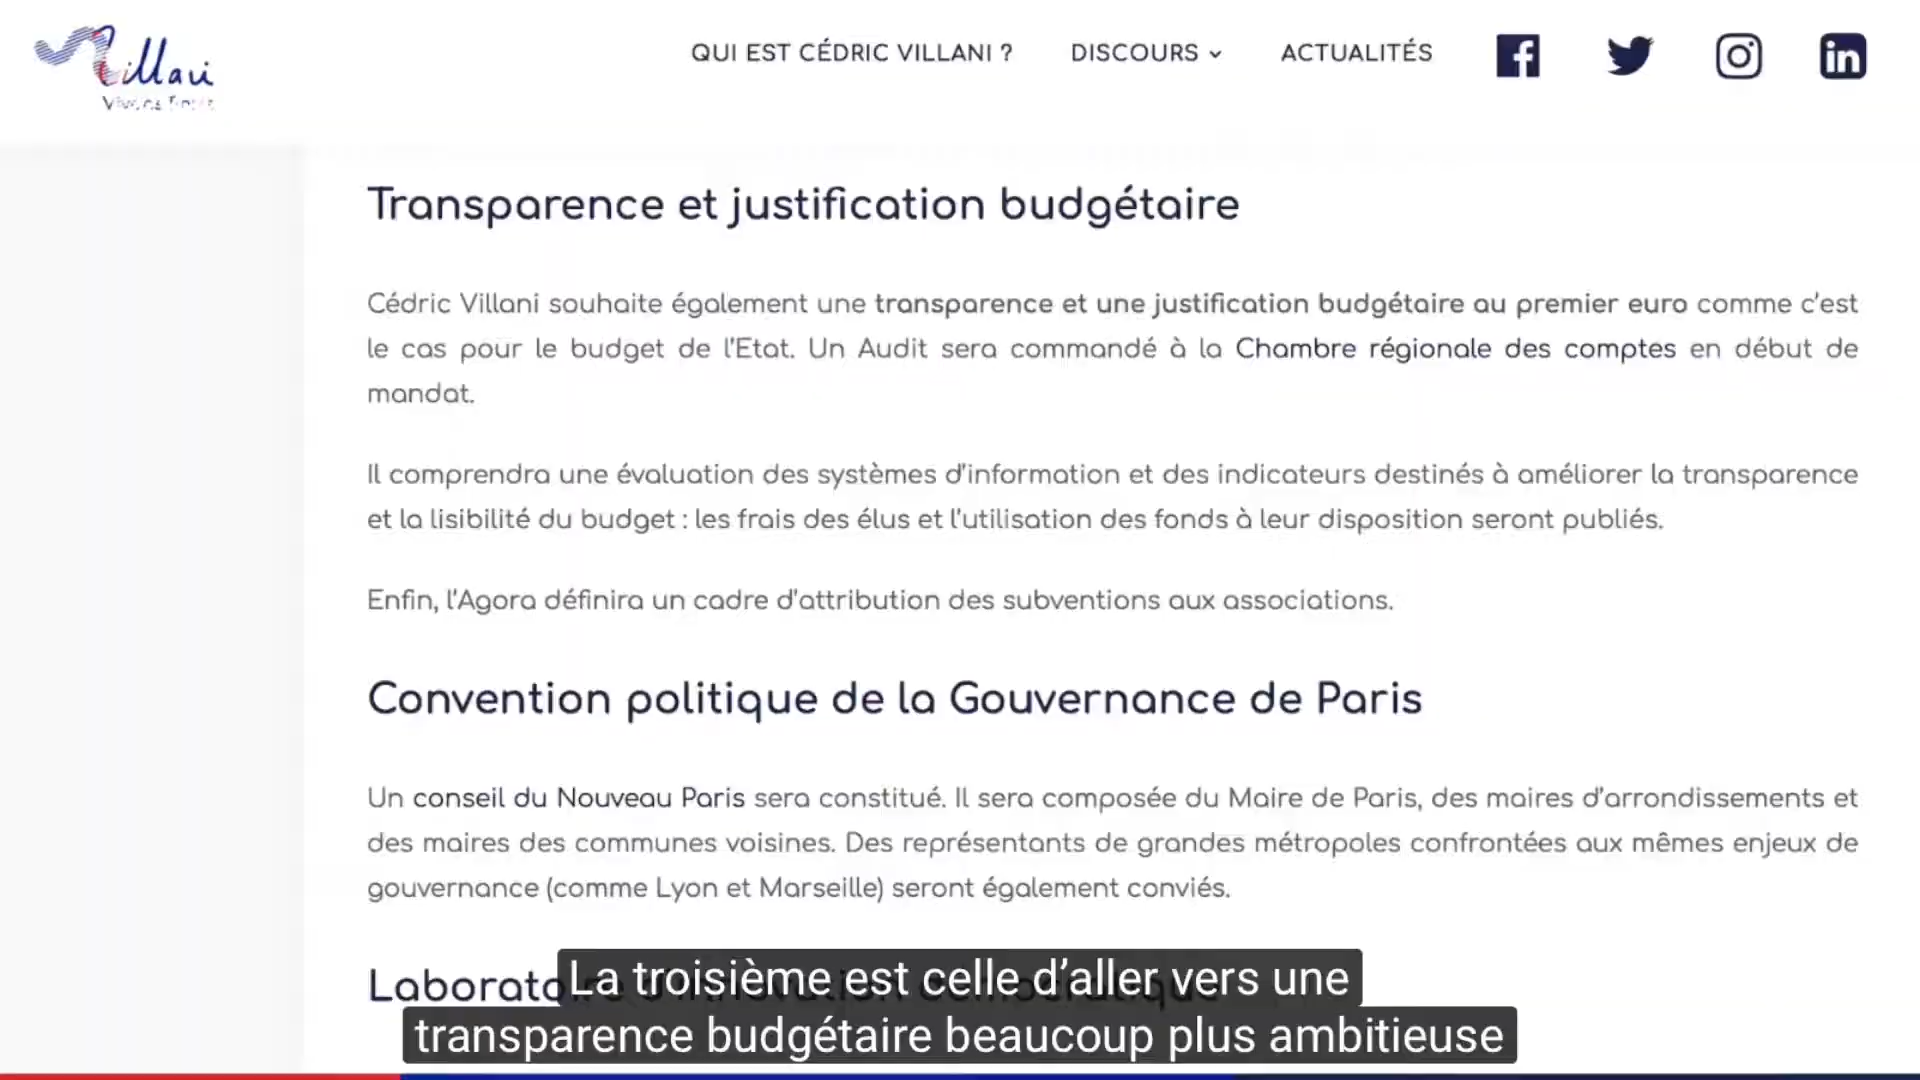 Villani
QUI EST CÉDRIC VILLANI ?
DISCOURS
ACTUALITÉS
Transparence et justification budgétaire
Cédric Villani souhaite également une transparence et une justification budgétaire au premier euro comme c’est
le cas pour le budget de l’Etat. Un Audit sera commandé à la Chambre régionale des comptes en début de
mandat.
Il comprendra une évaluation des systèmes d’information et des indicateurs destinés à améliorer la transparence
et la lisibilité du budget : les frais des élus et l’utilisation des fonds à leur disposition seront publiés.
Enfin, l’Agora définira un cadre d’attribution des subventions aux associations.
Convention politique de la Gouvernance de Paris
Un conseil du Nouveau Paris sera constitué. Il sera composée du Maire de Paris, des maires d’arrondissements et
des maires des communes voisines. Des représentants de grandes métropoles confrontées aux mêmes enjeux de
gouvernance (comme Lyon et Marseille) seront également conviés.
La troisième est celle d’aller vers une
transparence budgétaire beaucoup plus ambitieuse